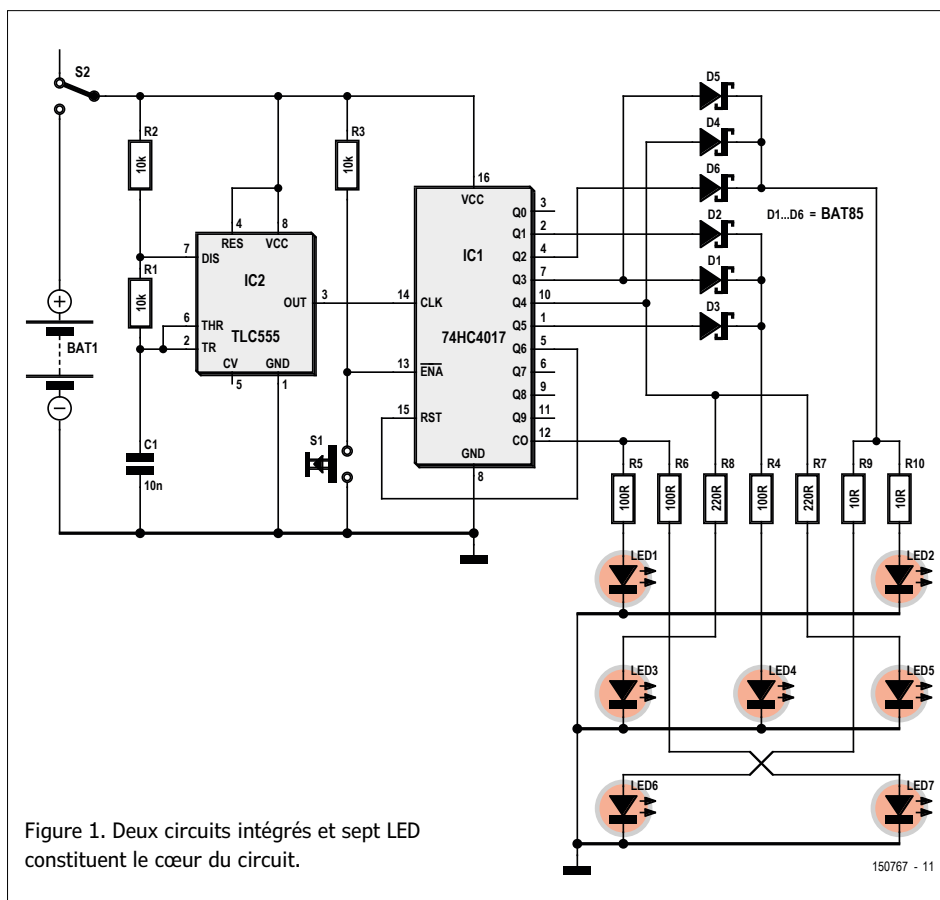 S2
R2
10k
R1
10k
BAT1
C1
10n
4
8
RES
VCC
7
DIS
IC2
OUT
3
6
THR
TLC555
2
TR
CV
GND
5
1
R3
10k
S1
16
VCC
IC1
14
CLK
74HC4017
13
ENA
15
RST
GND
8
Q0
3
Q1
2
Q2
4
Q3
7
Q4
10
Q5
1
Q6
5
Q7
6
Q8
9
Q9
11
CO
12
D5
D4
D6
D1...D6 = BAT85
D2
D1
D3
R5
R6
R8
R4
R7
R9
R10
100R
100R
220R
100R
220R
10R
10R
LED1
LED2
LED3
LED4
LED5
LED6
LED7
Figure 1. Deux circuits intégrés et sept LED
constituent le cœur du circuit.
150767 - 11